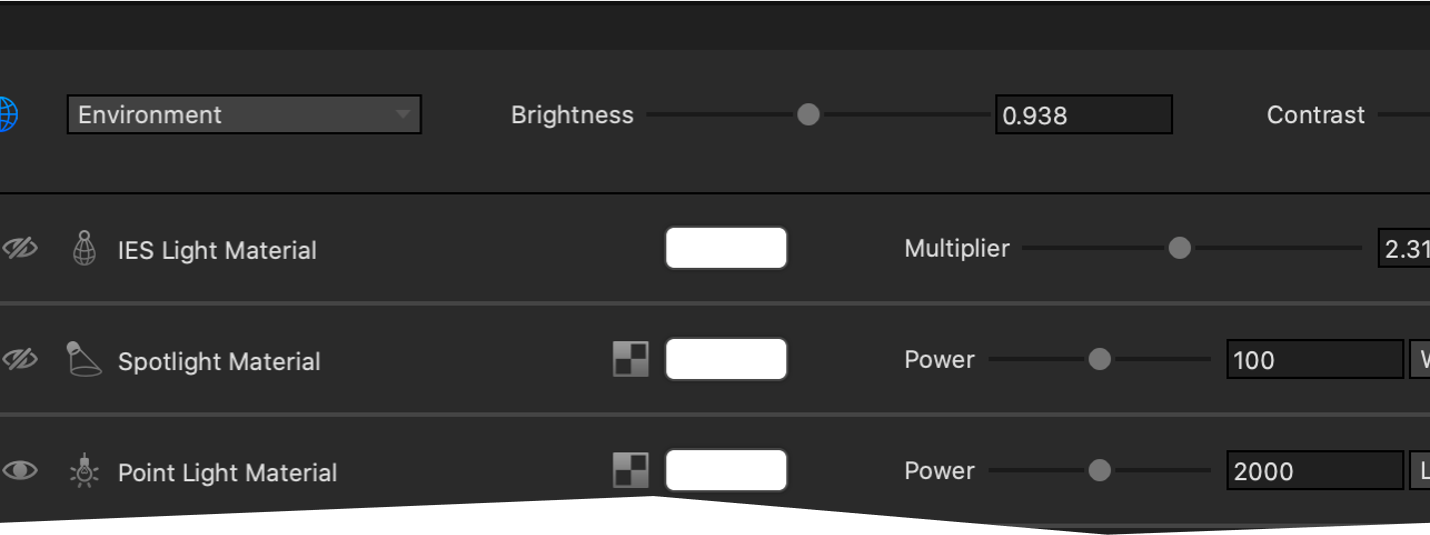 Environment Brightness 0.938 Contrast
IES Light Material Multiplier 2.31
Spotlight Material Power 100
Point Light Material Power 2000